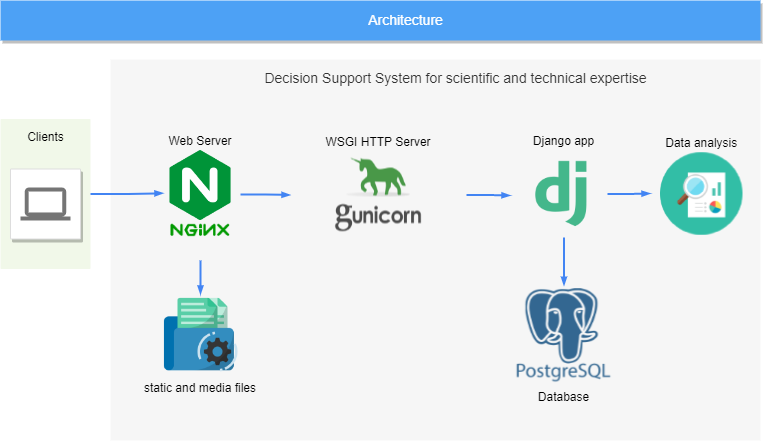 Architecture
Decision Support System for scientific and technical expertise
Clients
Web Server
WSGI HTTP Server
Django app
Data analysis
N
NGINX
gunicorn
dj
static and media files
PostgreSQL
Database